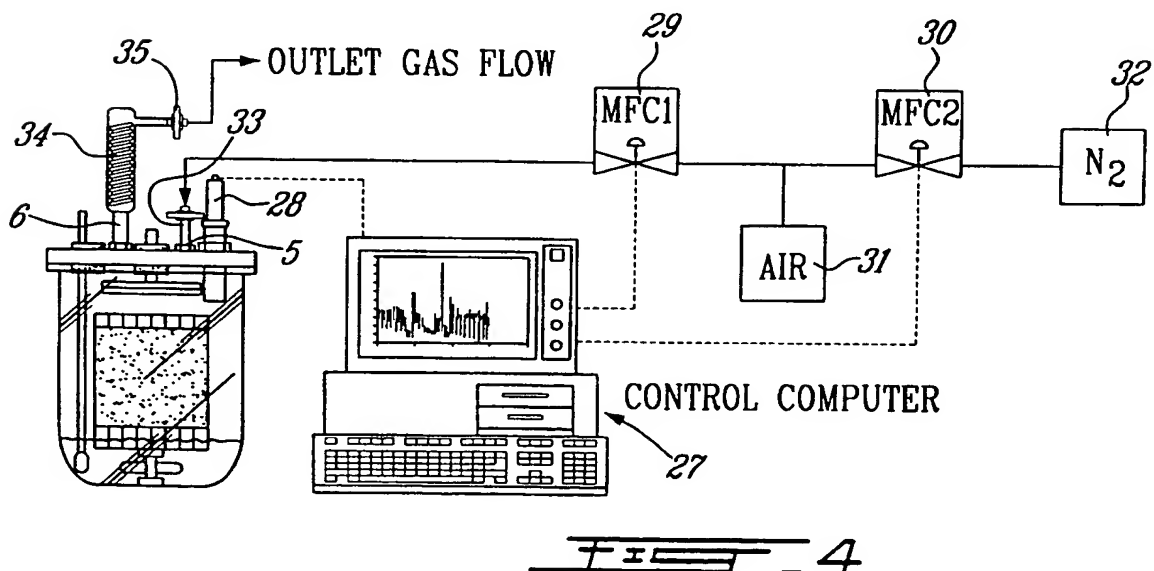 29
30
35
OUTLET GAS FLOW
MFC1
MFC2
32
33
34
N2
28
6
5
AIR 31
CONTROL COMPUTER
27
FIG_4